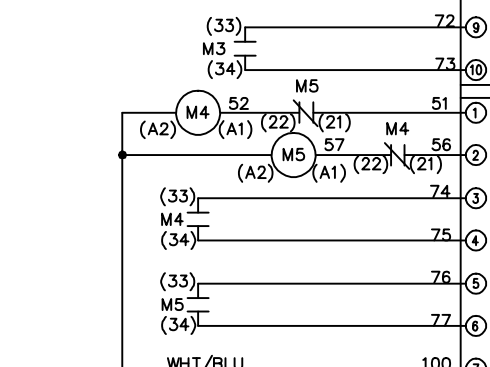 (33) 72 9
M3
(34) 73 10
M5
M4 52 51 1
(A2) (A1) (22) (21)
M4
M5 57 56 2
(A2) (A1) (22) (21)
(33) 74 3
M4
(34) 75 4
(33) 76 5
M5
(34) 77 6
WHT/BLU 100 7